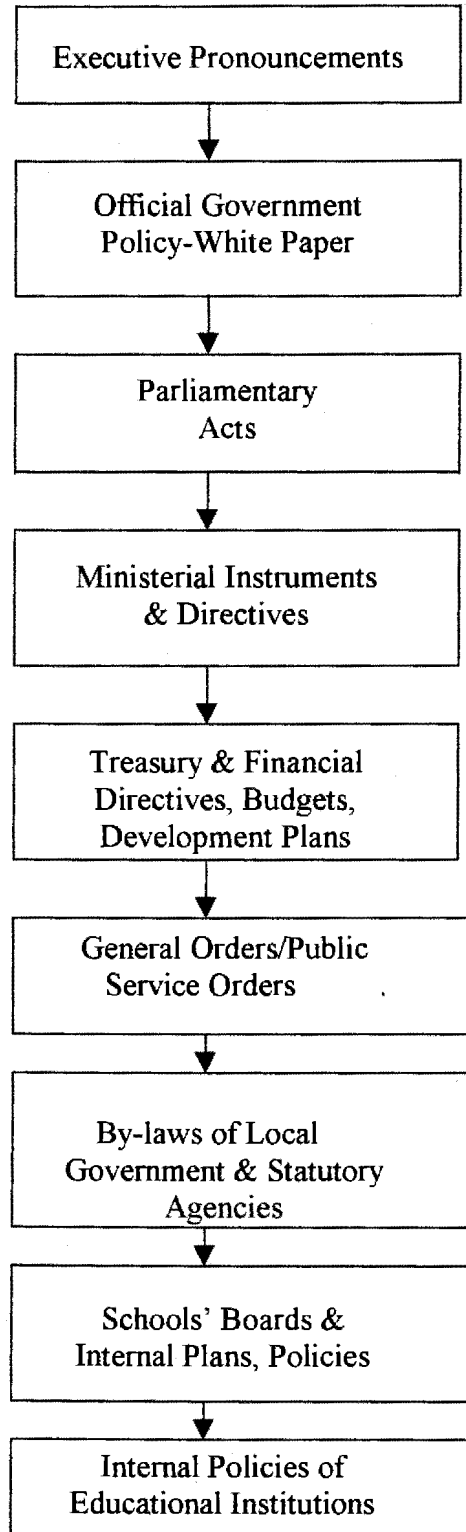 Executive Pronouncements
Official Government
Policy-White Paper
Parliamentary
Acts
Ministerial Instruments
& Directives
Treasury & Financial
Directives, Budgets,
Development Plans
General Orders/Public
Service Orders
By-laws of Local
Government & Statutory
Agencies
Schools' Boards &
Internal Plans, Policies
Internal Policies of
Educational Institutions